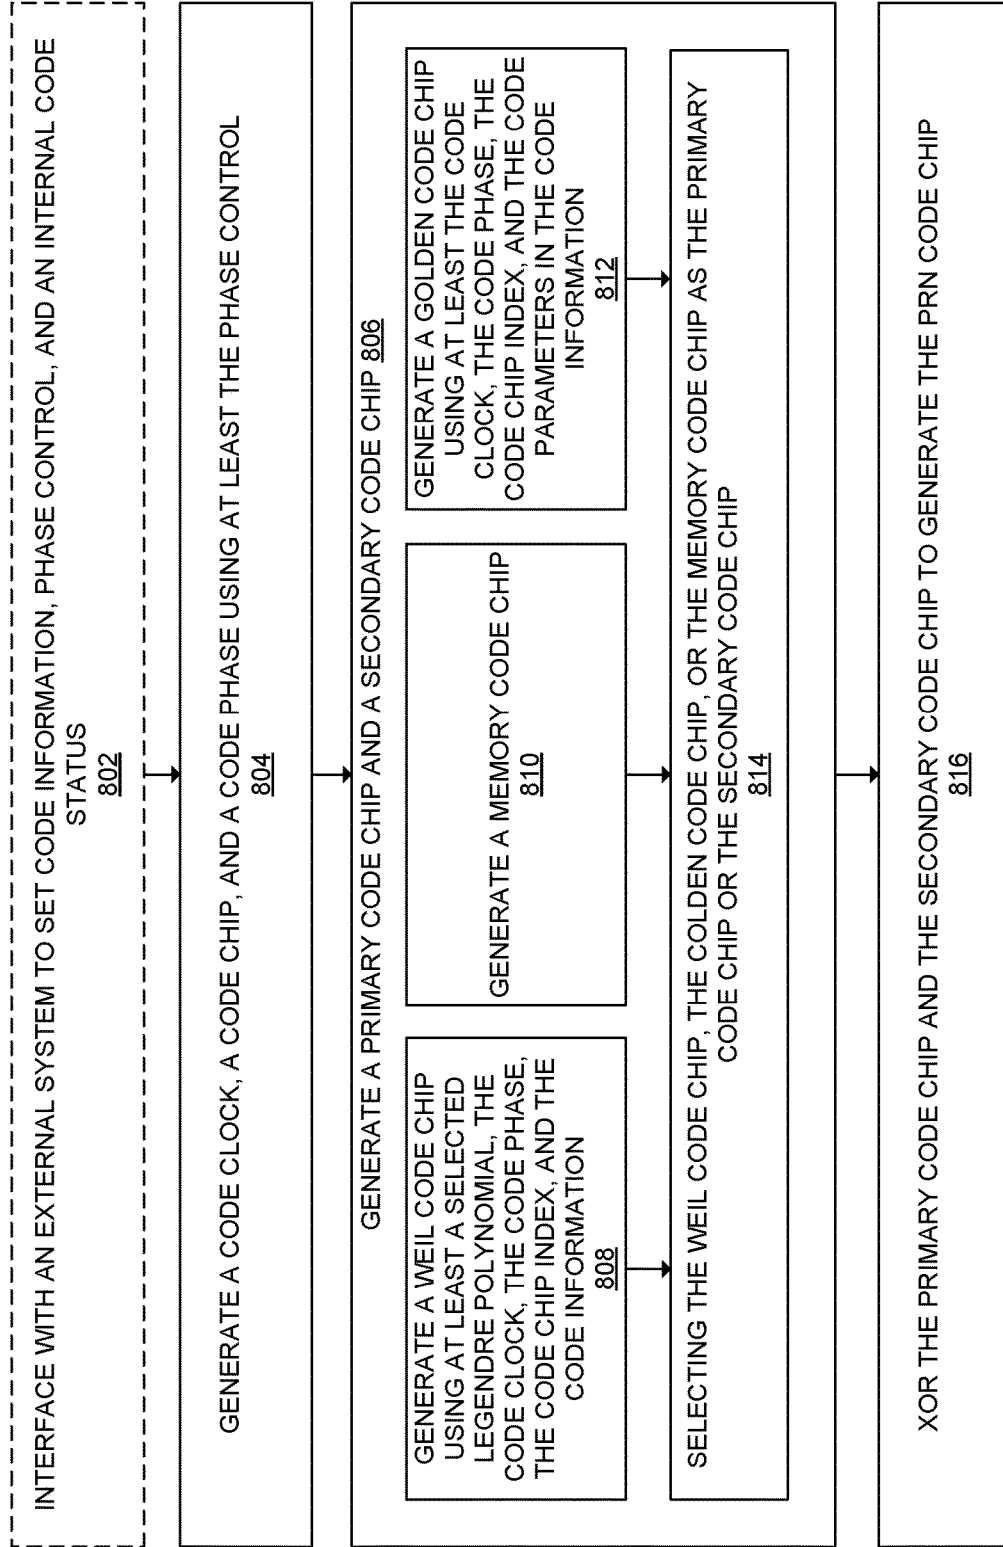 INTERFACE WITH AN EXTERNAL SYSTEM TO SET CODE INFORMATION, PHASE CONTROL, AND AN INTERNAL CODE
STATUS
802
GENERATE A CODE CLOCK, A CODE CHIP, AND A CODE PHASE USING AT LEAST THE PHASE CONTROL
804
GENERATE A PRIMARY CODE CHIP AND A SECONDARY CODE CHIP 806
GENERATE A WEIL CODE CHIP
USING AT LEAST A SELECTED
LEGENDRE POLYNOMIAL, THE
CODE CLOCK, THE CODE PHASE,
THE CODE CHIP INDEX, AND THE
CODE INFORMATION
808
GENERATE A MEMORY CODE CHIP
810
GENERATE A GOLDEN CODE CHIP
USING AT LEAST THE CODE
CLOCK, THE CODE PHASE, THE
CODE CHIP INDEX, AND THE CODE
PARAMETERS IN THE CODE
INFORMATION
812
SELECTING THE WEIL CODE CHIP, THE COLDEN CODE CHIP, OR THE MEMORY CODE CHIP AS THE PRIMARY
CODE CHIP OR THE SECONDARY CODE CHIP
814
XOR THE PRIMARY CODE CHIP AND THE SECONDARY CODE CHIP TO GENERATE THE PRN CODE CHIP
816